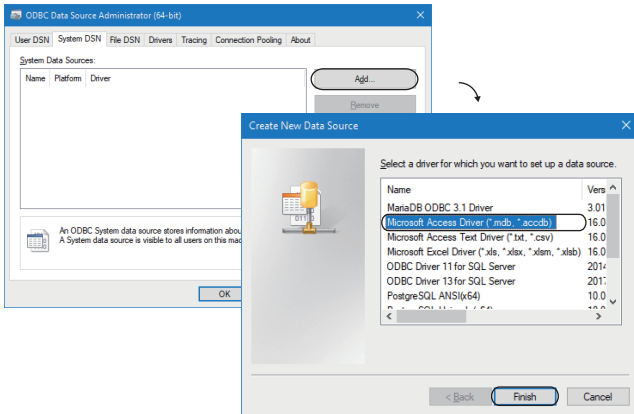 ODBC Data Source Administrator (64-bit)
User DSN System DSN File DSN Drivers Tracing Connection Pooling About
System Data Sources:
Name Platform Driver
Add...
Remove
An ODBC System data source stores information abou
A System data source is visible to all users on this mac
OK
Create New Data Source
Select a driver for which you want to set up a data source.
Name Vers
MariaDB ODBC 3.1 Driver 3.01
Microsoft Access Driver (*.mdb, *.accdb) 16.0
Microsoft Access Text Driver (*.txt, *.csv) 16.0
Microsoft Excel Driver (*.xls, *.xlsx, *.xlsm, *.xlsb) 16.0
ODBC Driver 11 for SQL Server 2014
ODBC Driver 13 for SQL Server 2017
PostgreSQL ANSI(x64) 10.0
< Back Finish Cancel